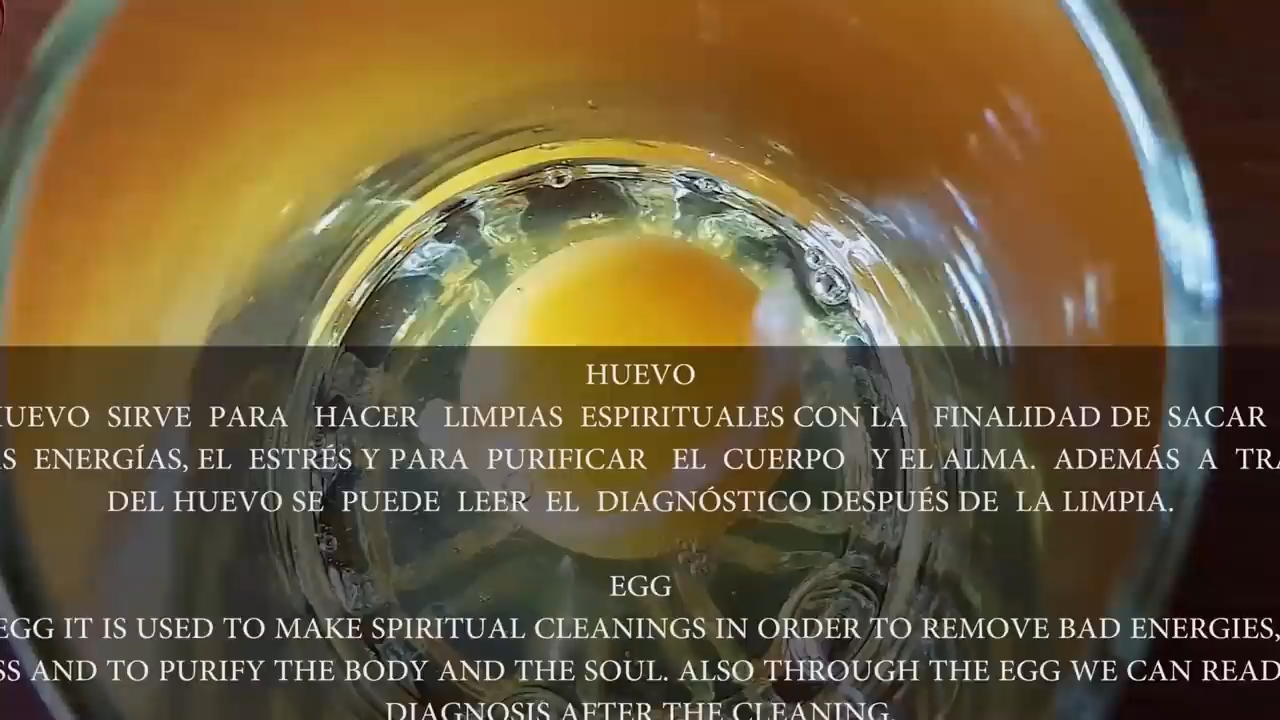 HUEVO
HUEVO SIRVE PARA HACER LIMPIAS ESPIRITUALES CON LA FINALIDAD DE SACAR
ENERGÍAS, EL ESTRÉS Y PARA PURIFICAR EL CUERPO Y EL ALMA. ADEMÁS A
DEL HUEVO SE PUEDE LEER EL DIAGNÓSTICO DESPUÉS DE LA LIMPIA.
EGG
EGG IT IS USED TO MAKE SPIRITUAL CLEANINGS IN ORDER TO REMOVE BAD ENERGIES,
AND TO PURIFY THE BODY AND THE SOUL. ALSO THROUGH THE EGG WE CAN READ
DIAGNOSIS AFTER THE CLEANING.